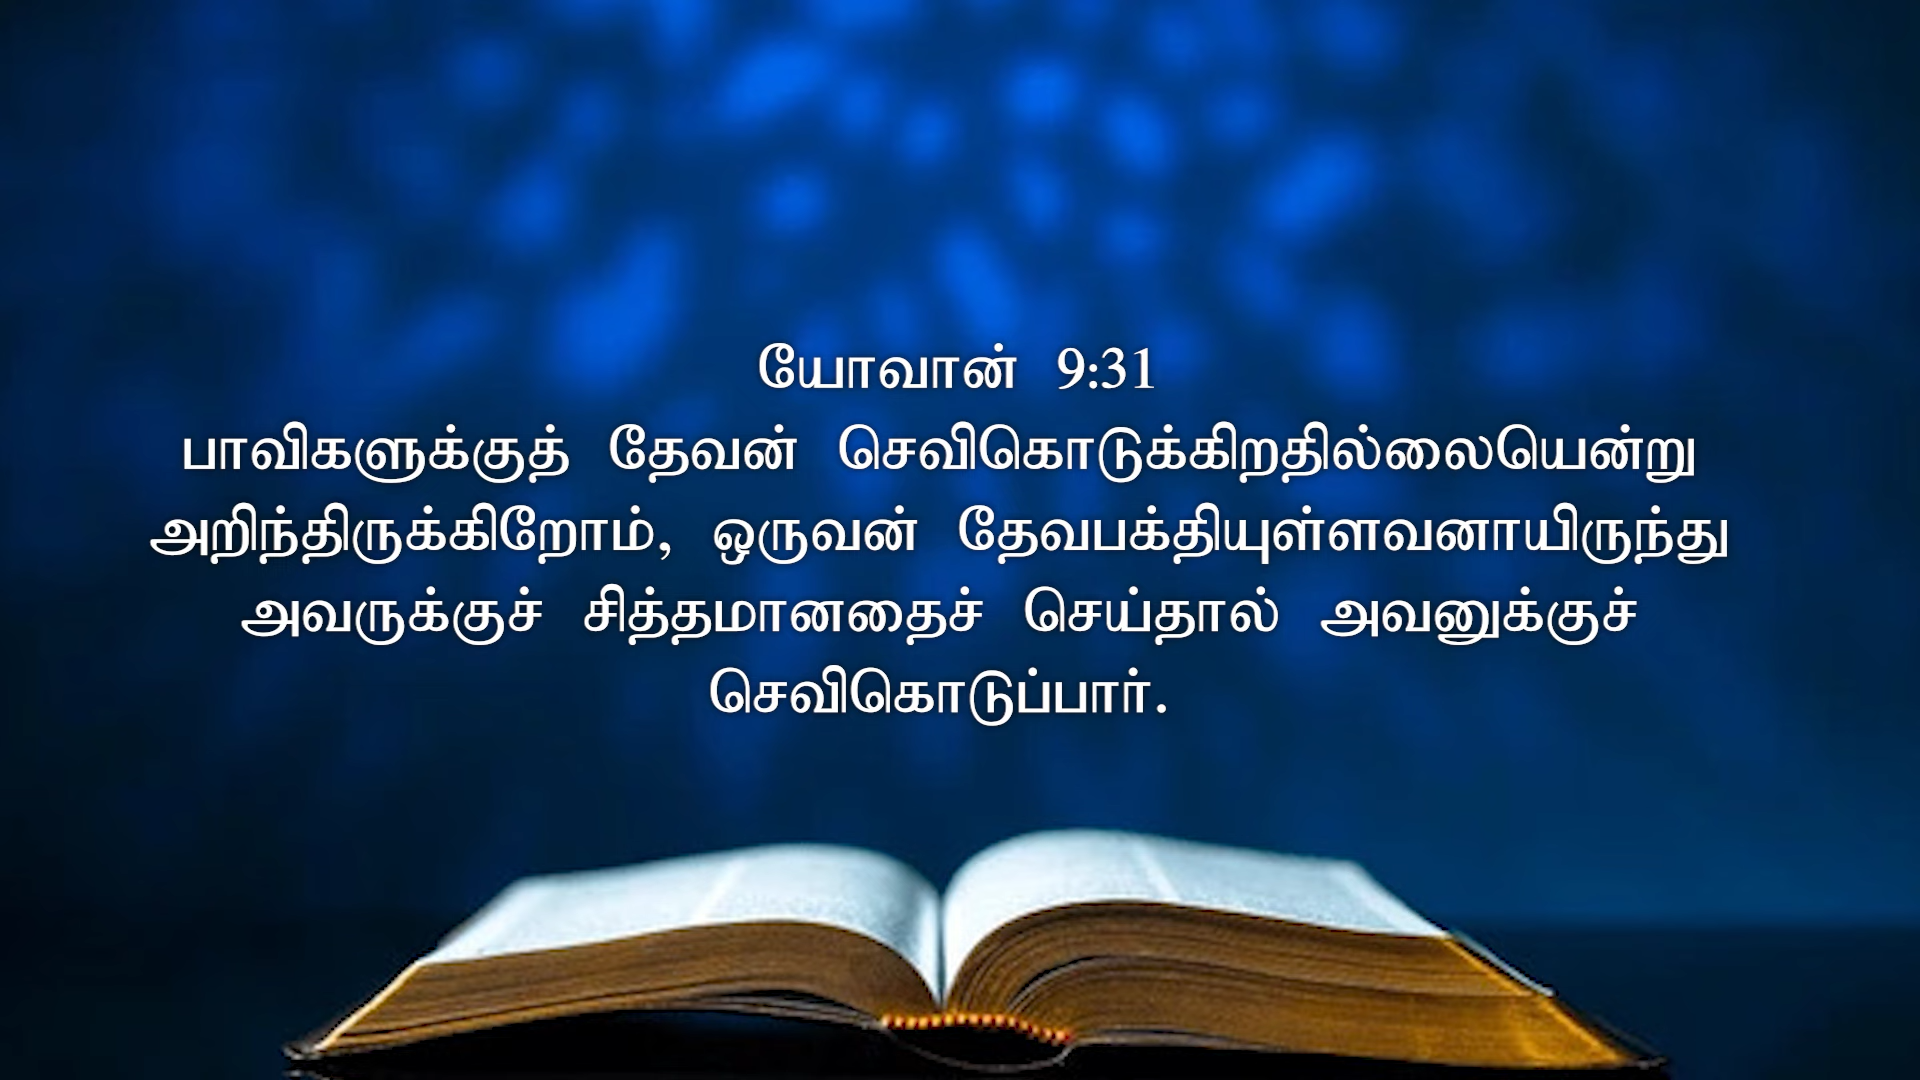 யோவான் 9:31
பாவிகளுக்குத் தேவன் செவிகொடுக்கிறதில்லையென்று
அறிந்திருக்கிறோம், ஒருவன் தேவபக்தியுள்ளவனாயிருந்து
அவருக்குச் சித்தமானதைச் செய்தால் அவனுக்குச்
செவிகொடுப்பார்.